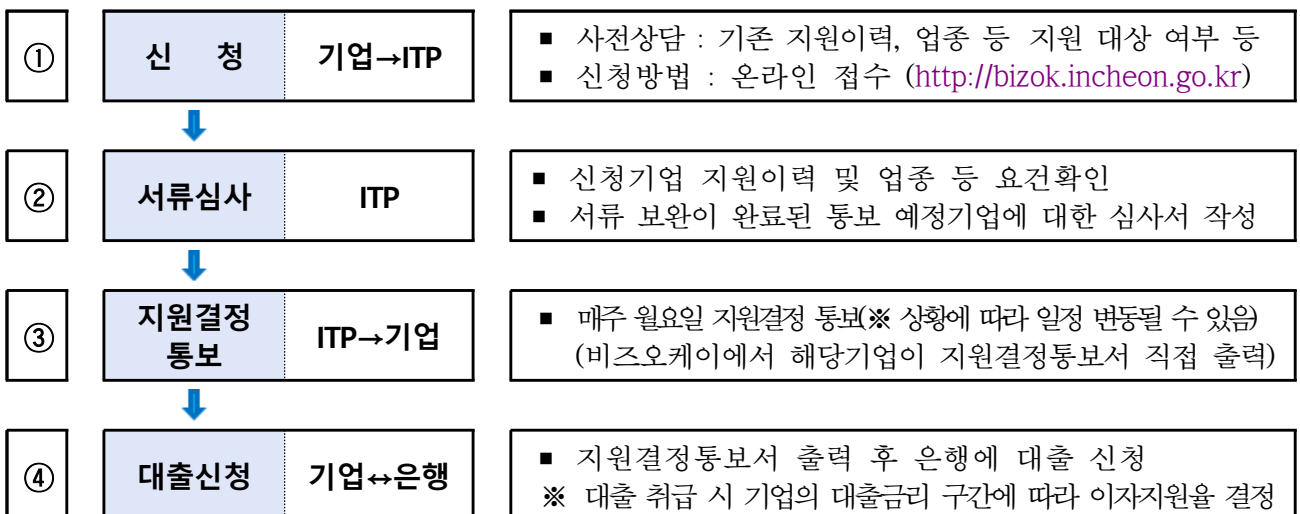 ①
신 청
기업→ITP
▪ 사전상담 : 기존 지원이력, 업종 등 지원 대상 여부 등
▪ 신청방법 : 온라인 접수 (http://bizok.incheon.go.kr)
②
서류심사
ITP
▪ 신청기업 지원이력 및 업종 등 요건확인
▪ 서류 보완이 완료된 통보 예정기업에 대한 심사서 작성
③
지원결정
통보
ITP→기업
▪ 매주 월요일 지원결정 통보(※ 상황에 따라 일정 변동될 수 있음)
(비즈오케이에서 해당기업이 지원결정통보서 직접 출력)
④
대출신청
기업↔은행
▪ 지원결정통보서 출력 후 은행에 대출 신청
※ 대출 취급 시 기업의 대출금리 구간에 따라 이자지원율 결정